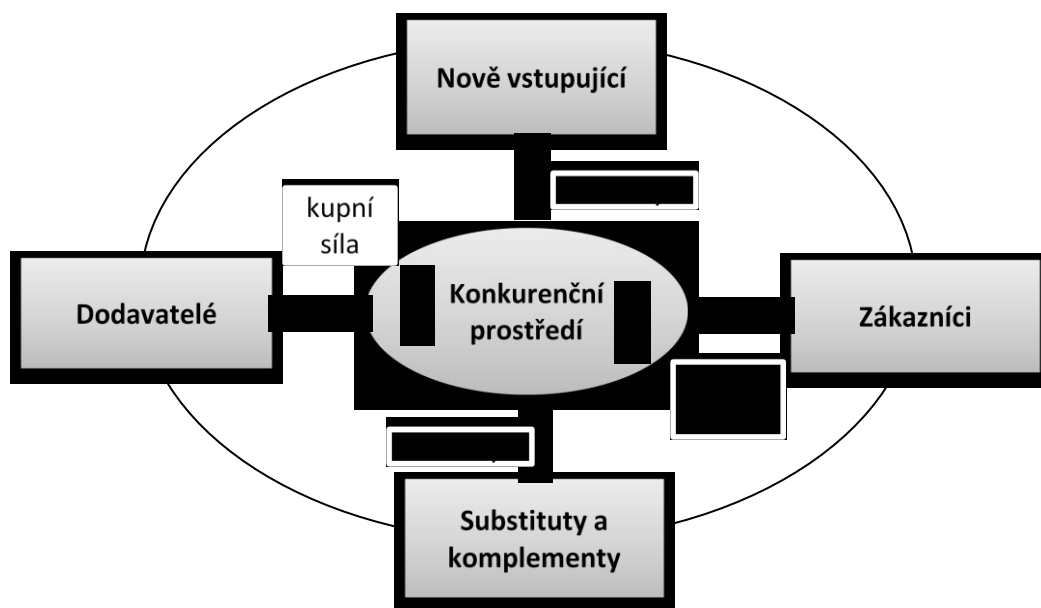 Nově vstupující
kupní
síla
Dodavatelé
Konkurenční
prostředí
Zákazníci
Substituty a
komplementy